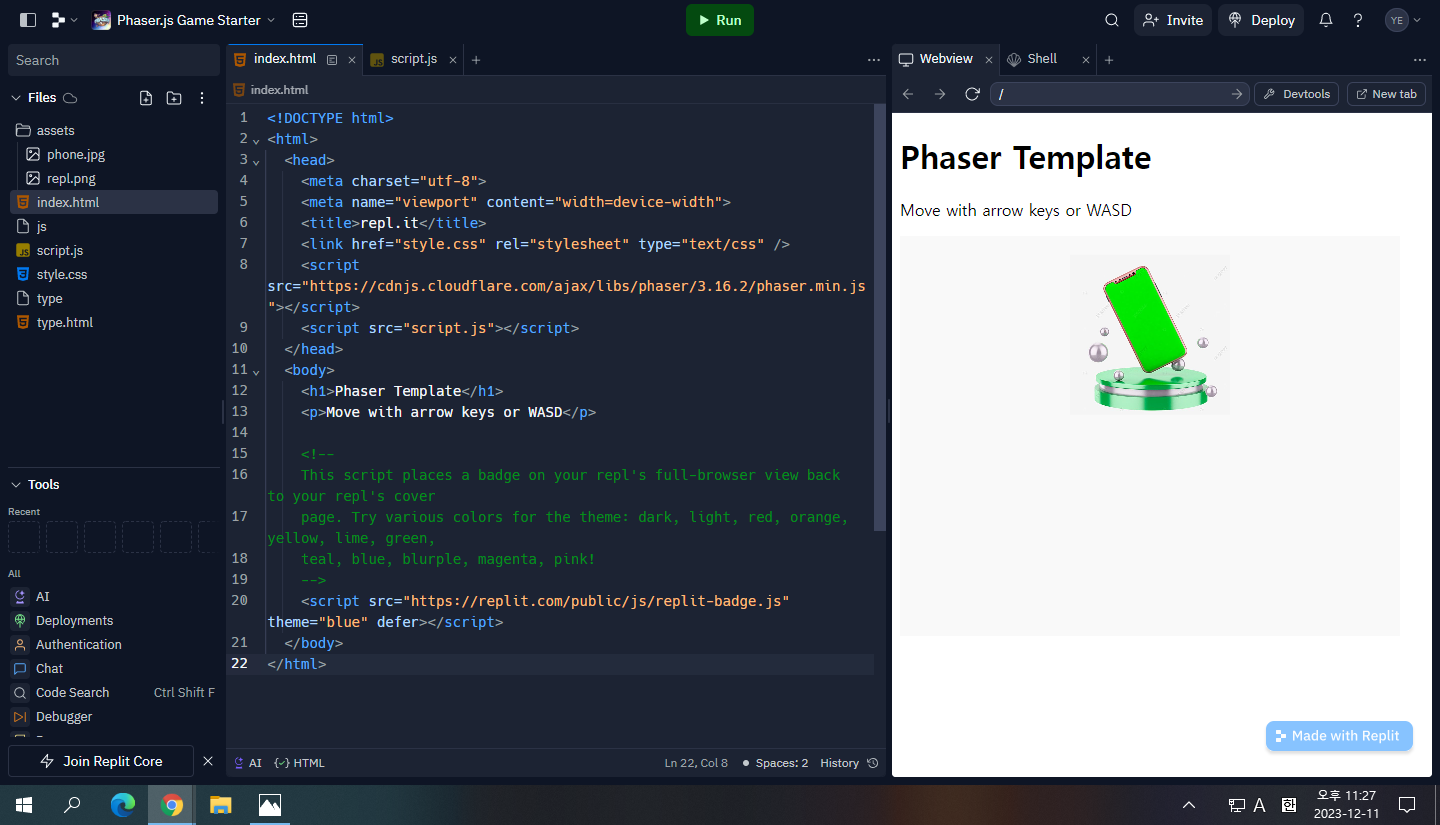 Phaser.js Game Starter
Run
Invite
Deploy
YE
Search
Files
assets
phone.jpg
repl.png
index.html
js
script.js
style.css
type
type.html
Tools
Recent
All
AI
Deployments
Authentication
Chat
Code Search Ctrl Shift F
Debugger
Join Replit Core
index.html
script.js
index.html
1 <!DOCTYPE html>
2 <html>
3 <head>
4 <meta charset="utf-8">
5 <meta name="viewport" content="width=device-width">
6 <title>repl.it</title>
7 <link href="style.css" rel="stylesheet" type="text/css" />
8 <script
src="https://cdnjs.cloudflare.com/ajax/libs/phaser/3.16.2/phaser.min.js
"></script>
9 <script src="script.js"></script>
10 </head>
11 <body>
12 <h1>Phaser Template</h1>
13 <p>Move with arrow keys or WASD</p>
14
15 <!--
16 This script places a badge on your repl's full-browser view back
to your repl's cover
17 page. Try various colors for the theme: dark, light, red, orange,
yellow, lime, green,
18 teal, blue, blurple, magenta, pink!
19 -->
20 <script src="https://replit.com/public/js/replit-badge.js"
theme="blue" defer></script>
21 </body>
22 </html>
AI
HTML
Ln 22, Col 8
Spaces: 2
History
Webview
Shell
/
Devtools
New tab
Phaser Template
Move with arrow keys or WASD
Made with Replit
A
오후 11:27
2023-12-11